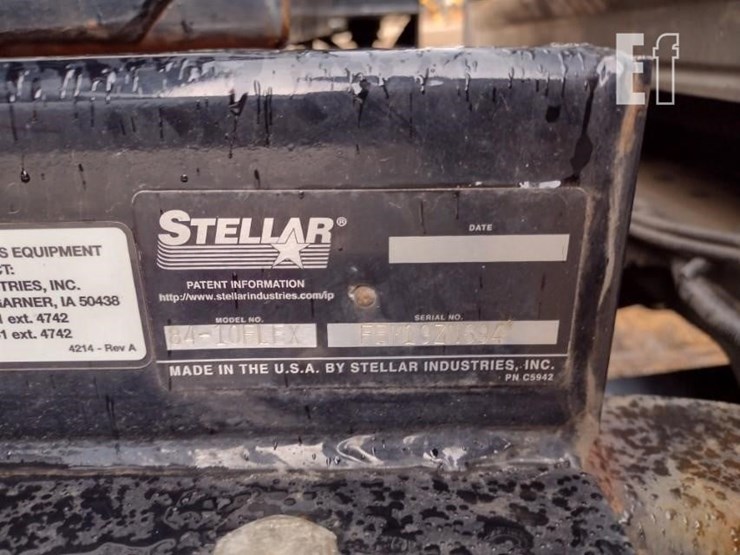 Ef
S EQUIPMENT
CT:
TRIES, INC.
GARNER, IA 50438
1 ext. 4742
1 ext. 4742
4214 - Rev A
STELLAR®
DATE
PATENT INFORMATION
http://www.stellarindustries.com/ip
MODEL NO.
SERIAL NO.
84-10FLEX
MADE IN THE U.S.A. BY STELLAR INDUSTRIES, INC.
PN C5942